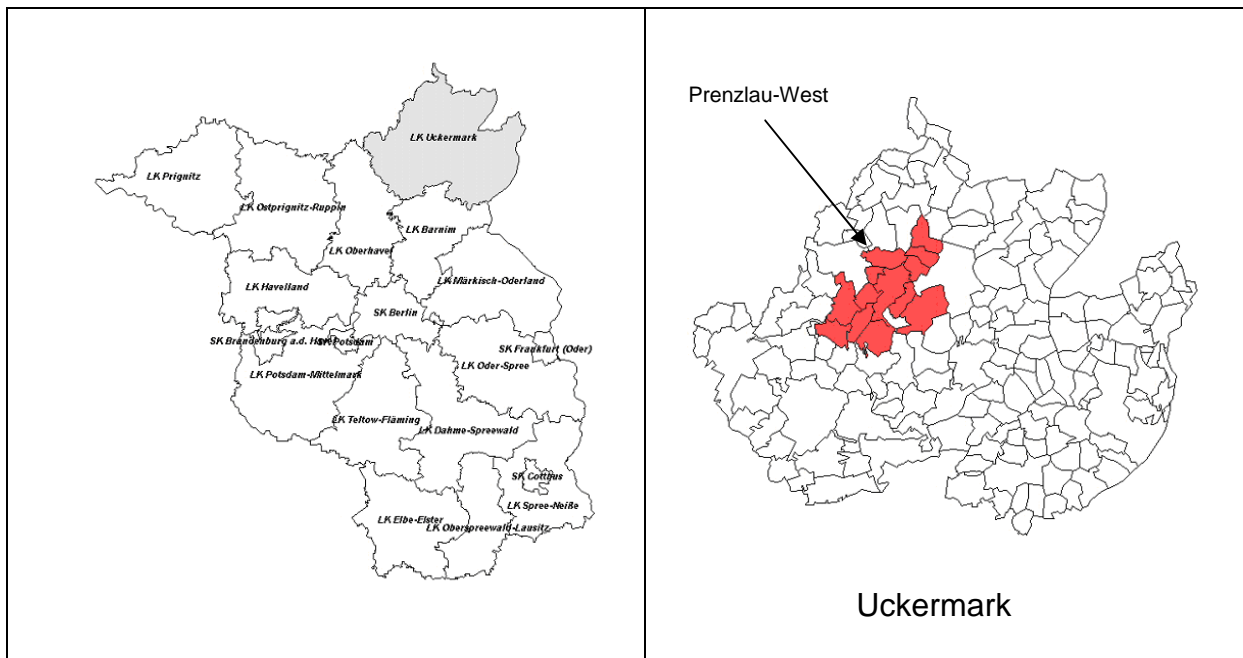 LK Uckermark
LK Prignitz
LK Ostprignitz-Ruppin
LK Barnim
LK Oberhavel
LK Märkisch-Oderland
LK Havelland
SK Berlin
SK Brandenburg a.d. Havel
SK Potsdam
SK Frankfurt (Oder)
LK Oder-Spree
LK Potsdam-Mittelmark
LK Teltow-Fläming
LK Dahme-Spreewald
SK Cottbus
LK Spree-Neiße
LK Elbe-Elster
LK Oberspreewald-Lausitz
Prenzlau-West
Uckermark